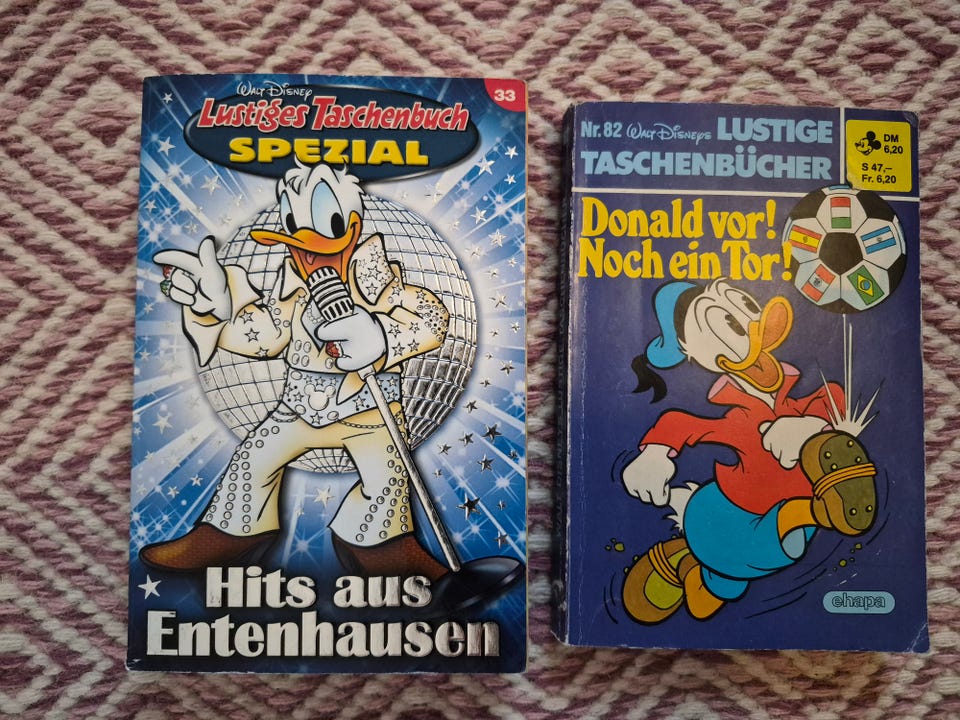 Walt Disney
Lustiges Taschenbuch
33
SPEZIAL
Hits aus
Entenhausen
Nr. 82 Walt Disneys LUSTIGE
TASCHENBÜCHER
DM
6,20
S 47,–
Fr. 6,20
Donald vor!
Noch ein Tor!
ehapa